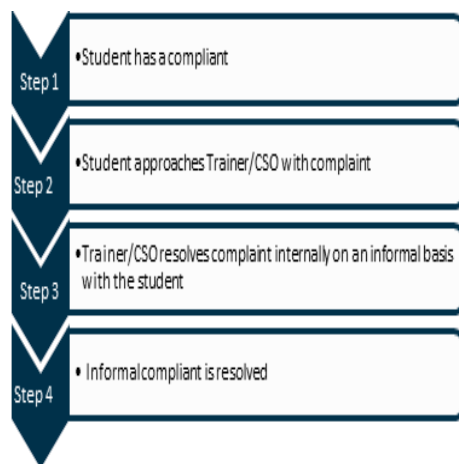 Step 1
•Student has a compliant
Step 2
•Student approaches Trainer/CSO with complaint
Step 3
•Trainer/CSO resolves complaint internally on an informal basis
with the student
Step 4
• Informal compliant is resolved